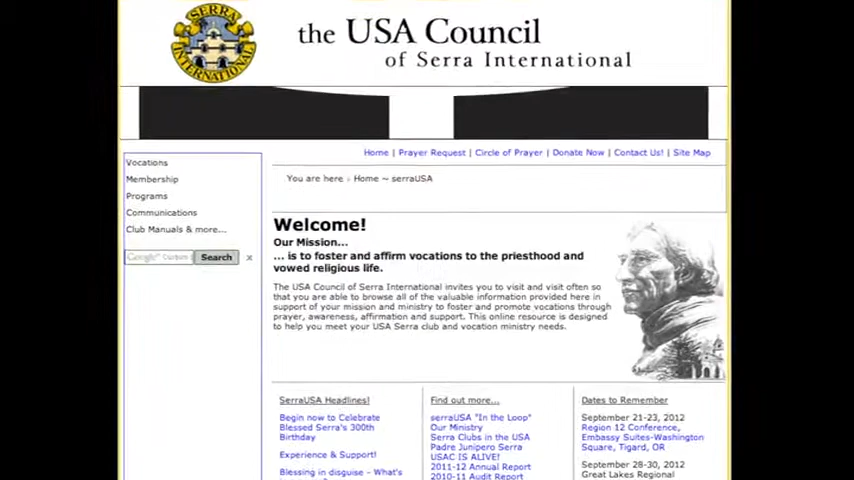 SERRA
INTERNATIONAL
the USA Council
of Serra International
Home | Prayer Request | Circle of Prayer | Donate Now | Contact Us! | Site Map
Vocations
Membership
Programs
Communications
Club Manuals & more...
Google™ Custom Search x
You are here › Home ~ serraUSA
Welcome!
Our Mission...
... is to foster and affirm vocations to the priesthood and
vowed religious life.
The USA Council of Serra International invites you to visit and visit often so
that you are able to browse all of the valuable information provided here in
support of your mission and ministry to foster and promote vocations through
prayer, awareness, affirmation and support. This online resource is designed
to help you meet your USA Serra club and vocation ministry needs.
SerraUSA Headlines!
Begin now to Celebrate
Blessed Serra's 300th
Birthday
Experience & Support!
Blessing in disguise - What's
Find out more...
serraUSA "In the Loop"
Our Ministry
Serra Clubs in the USA
Padre Junipero Serra
USAC IS ALIVE!
2011-12 Annual Report
2010-11 Audit Report
Dates to Remember
September 21-23, 2012
Region 12 Conference,
Embassy Suites-Washington
Square, Tigard, OR
September 28-30, 2012
Great Lakes Regional